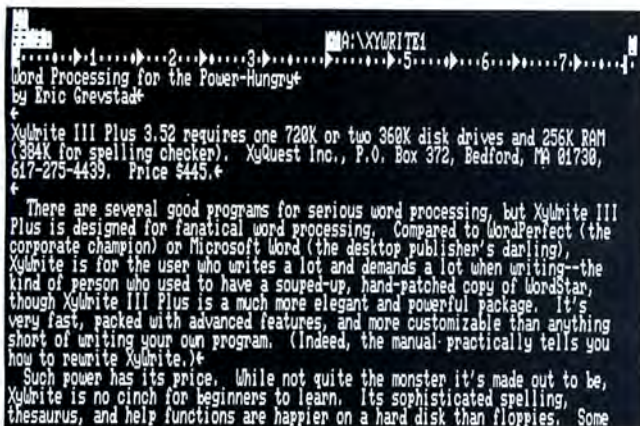 A:\XYWRITE1
1 2 3 5 6 7
Word Processing for the Power-Hungry←
by Eric Grevstad←
←
XyWrite III Plus 3.52 requires one 720K or two 360K disk drives and 256K RAM
(384K for spelling checker). XyQuest Inc., P.O. Box 372, Bedford, MA 01730,
617-275-4439. Price $445.←
←
There are several good programs for serious word processing, but XyWrite III
Plus is designed for fanatical word processing. Compared to WordPerfect (the
corporate champion) or Microsoft Word (the desktop publisher's darling),
XyWrite is for the user who writes a lot and demands a lot when writing--the
kind of person who used to have a souped-up, hand-patched copy of WordStar,
though XyWrite III Plus is a much more elegant and powerful package. It's
very fast, packed with advanced features, and more customizable than anything
short of writing your own program. (Indeed, the manual practically tells you
how to rewrite XyWrite.)←
Such power has its price. While not quite the monster it's made out to be,
XyWrite is no cinch for beginners to learn. Its sophisticated spelling,
thesaurus, and help functions are happier on a hard disk than floppies. Some